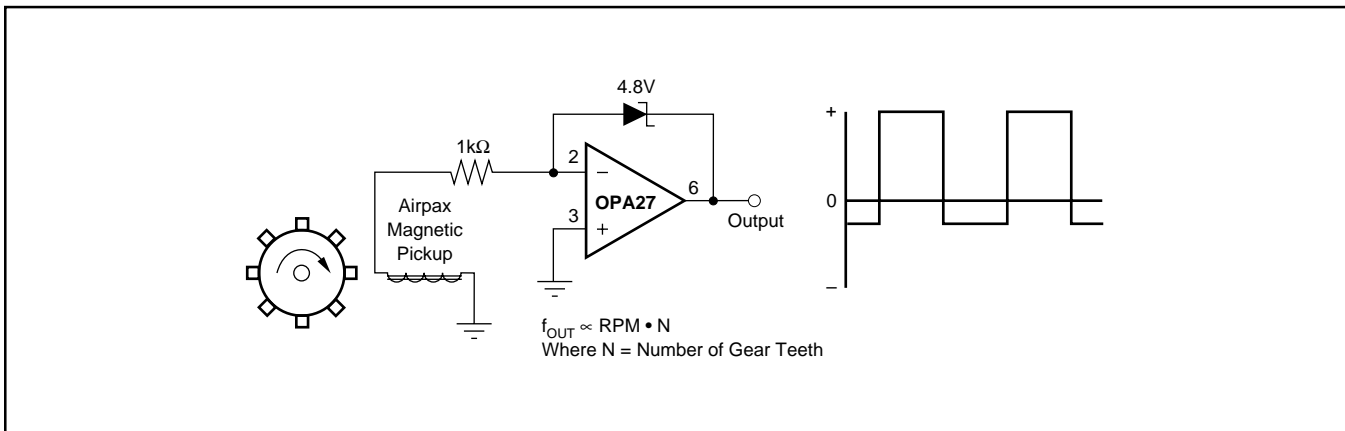 4.8V
1kΩ
2
–
6
OPA27
3
+
Output
Airpax
Magnetic
Pickup
f_OUT ∝ RPM • N
Where N = Number of Gear Teeth
+
0
–